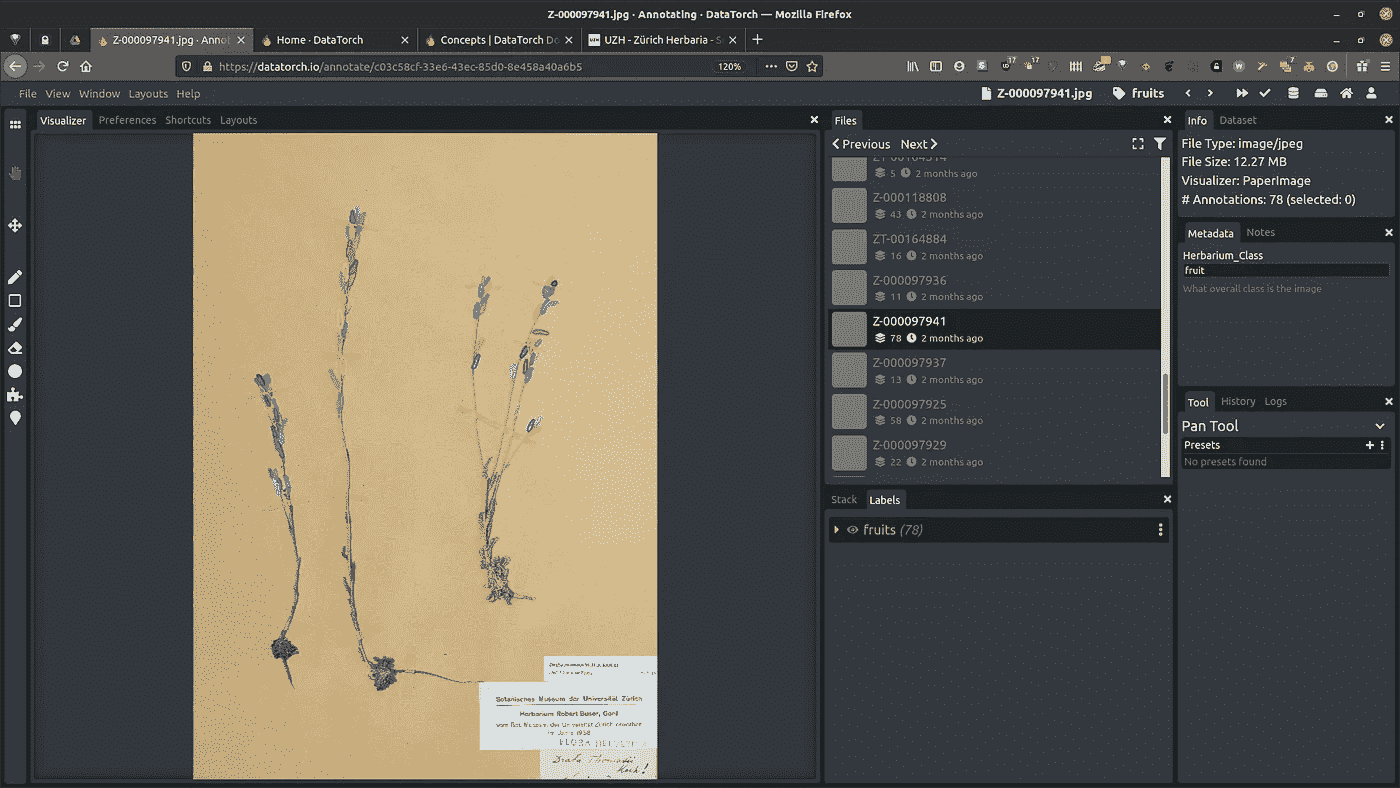 Z-000097941.jpg · Annotating · DataTorch — Mozilla Firefox
Z-000097941.jpg · Annot
Home · DataTorch
Concepts | DataTorch Do
UZH - Zürich Herbaria - S
https://datatorch.io/annotate/c03c58cf-33e6-43ec-85d0-8e458a40a6b5
120%
File View Window Layouts Help
Z-000097941.jpg
fruits
Visualizer Preferences Shortcuts Layouts
Botanisches Museum der Universität Zürich
Herbarium Robert Buser, Genf
vom Bot. Museum der Universität Zürich erworben
im Jahre 1938
FLORA HELVET
Draba Thomasii
Koch!
Files
Previous Next
ZT-00164314
5 2 months ago
Z-000118808
43 2 months ago
ZT-00164884
16 2 months ago
Z-000097936
11 2 months ago
Z-000097941
78 2 months ago
Z-000097937
13 2 months ago
Z-000097925
58 2 months ago
Z-000097929
22 2 months ago
Stack Labels
fruits (78)
Info Dataset
File Type: image/jpeg
File Size: 12.27 MB
Visualizer: PaperImage
# Annotations: 78 (selected: 0)
Metadata Notes
Herbarium_Class
fruit
What overall class is the image
Tool History Logs
Pan Tool
Presets
No presets found